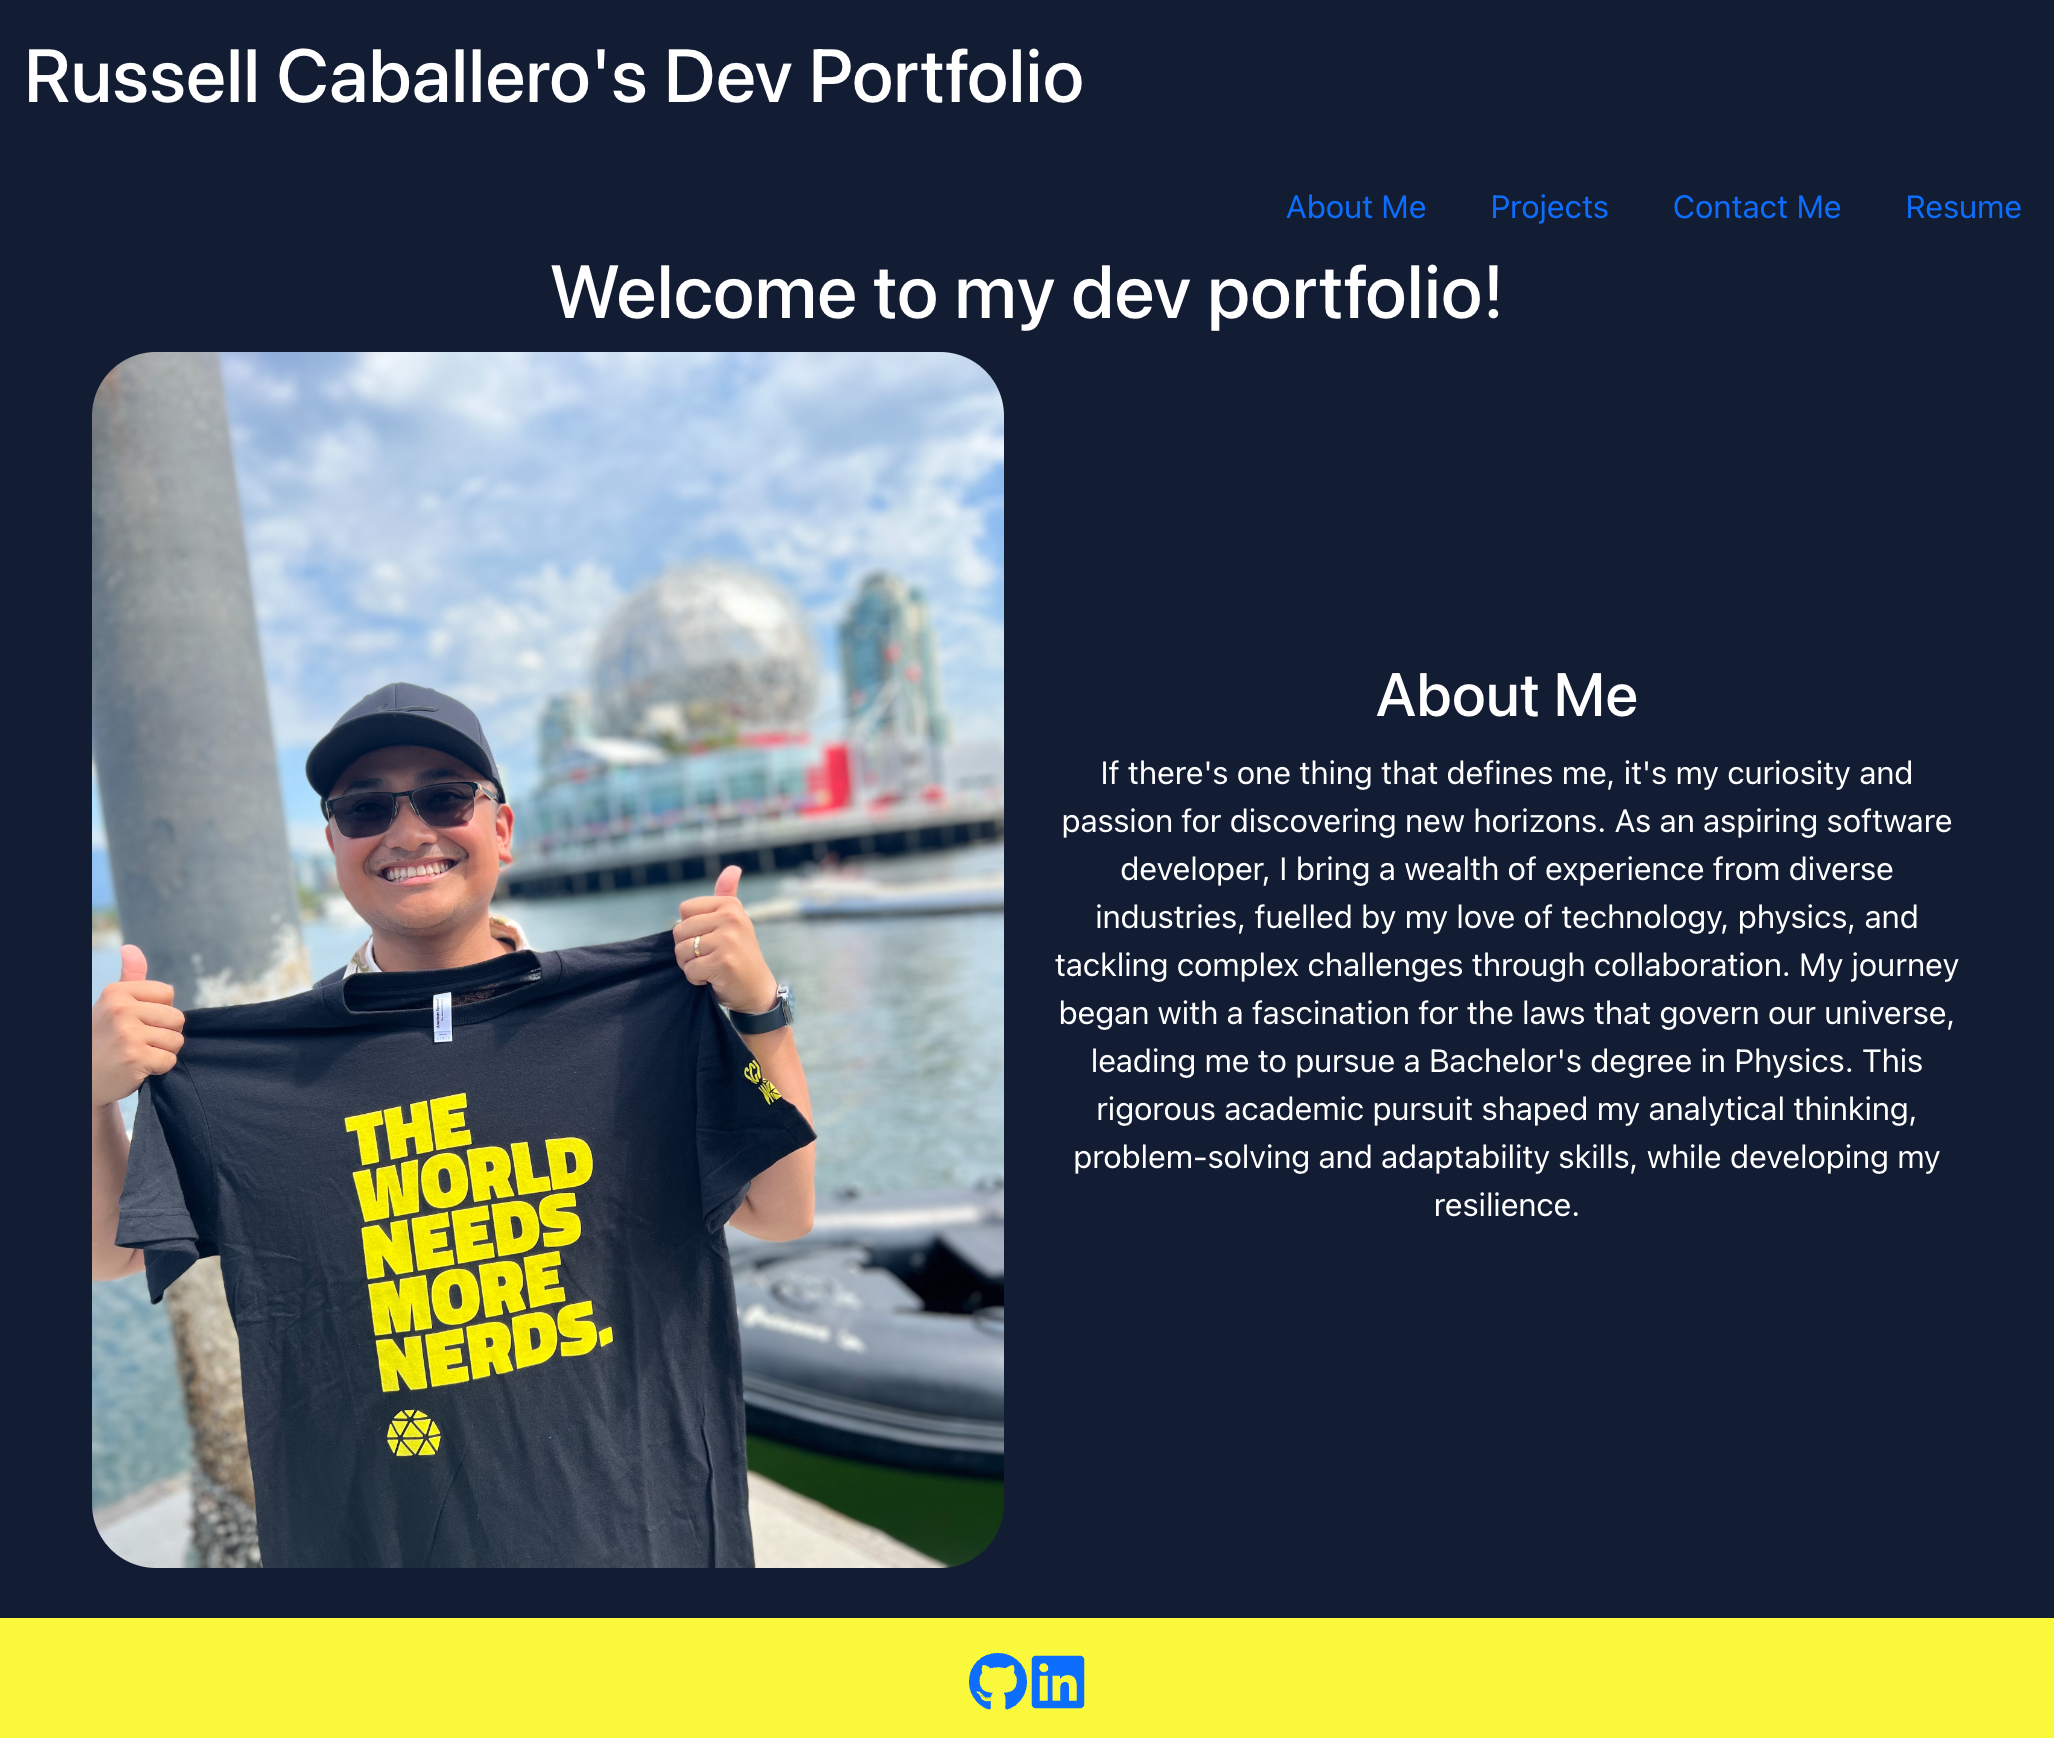 Russell Caballero's Dev Portfolio
About Me Projects Contact Me Resume
Welcome to my dev portfolio!
THE
WORLD
NEEDS
MORE
NERDS.
About Me
If there's one thing that defines me, it's my curiosity and
passion for discovering new horizons. As an aspiring software
developer, I bring a wealth of experience from diverse
industries, fuelled by my love of technology, physics, and
tackling complex challenges through collaboration. My journey
began with a fascination for the laws that govern our universe,
leading me to pursue a Bachelor's degree in Physics. This
rigorous academic pursuit shaped my analytical thinking,
problem-solving and adaptability skills, while developing my
resilience.
in